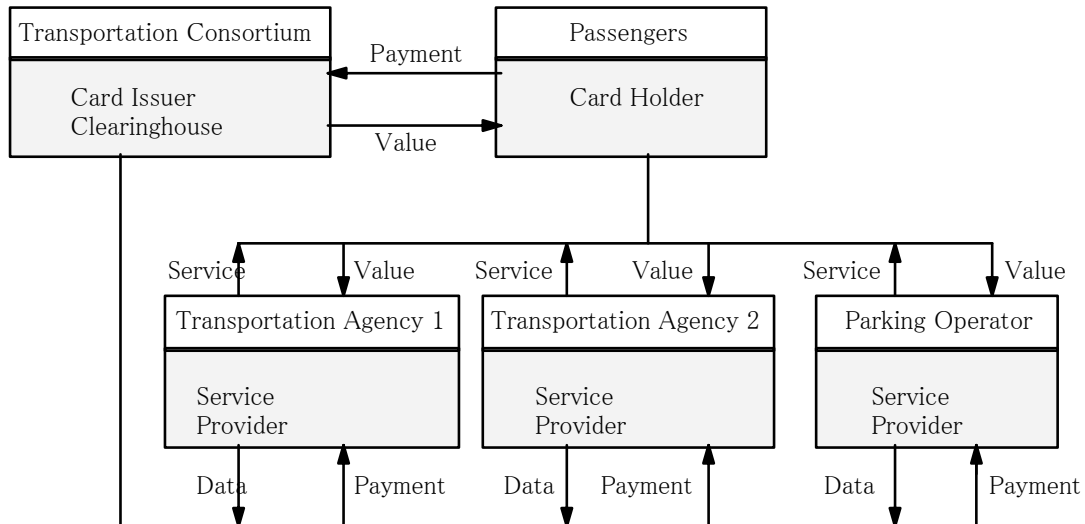 Transportation Consortium
Passengers
Payment
Card Issuer
Clearinghouse
Card Holder
Value
Service
Value
Service
Value
Service
Value
Transportation Agency 1
Transportation Agency 2
Parking Operator
Service
Provider
Service
Provider
Service
Provider
Data
Payment
Data
Payment
Data
Payment